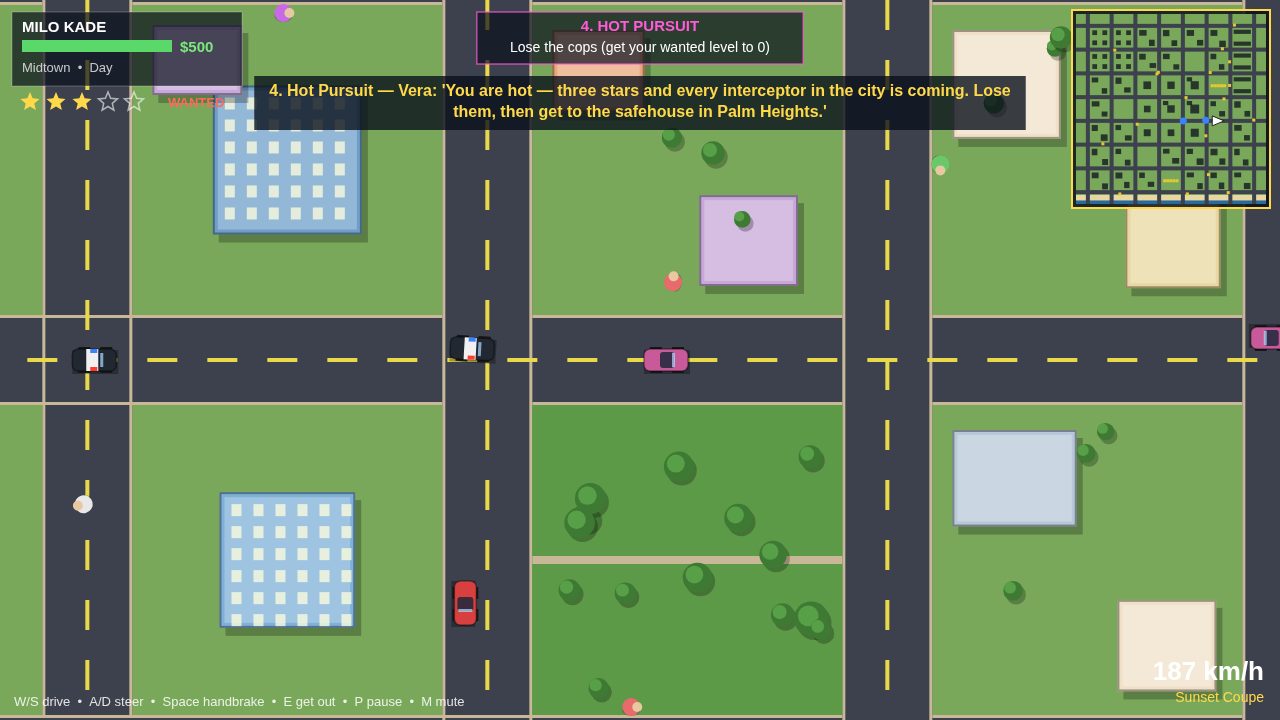 MILO KADE
$500
Midtown • Day
WANTED
4. HOT PURSUIT
Lose the cops (get your wanted level to 0)
4. Hot Pursuit — Vera: 'You are hot — three stars and every interceptor in the city is coming. Lose
them, then get to the safehouse in Palm Heights.'
187 km/h
Sunset Coupe
W/S drive • A/D steer • Space handbrake • E get out • P pause • M mute